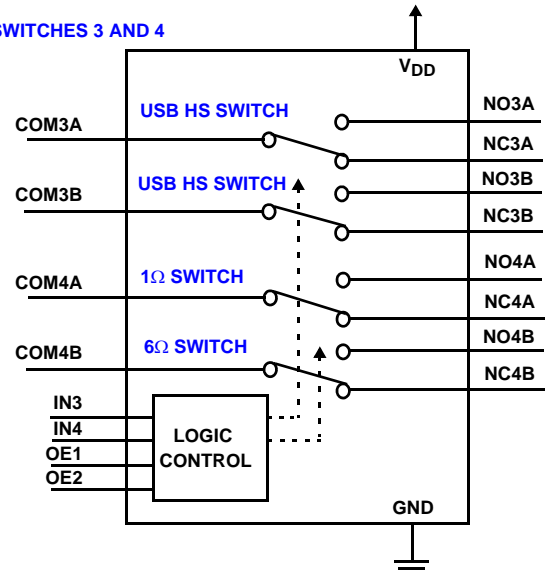 SWITCHES 3 AND 4
VDD
NO3A
COM3A
USB HS SWITCH
NC3A
NO3B
COM3B
USB HS SWITCH
NC3B
NO4A
COM4A
1Ω SWITCH
NC4A
NO4B
COM4B
6Ω SWITCH
NC4B
IN3
IN4
OE1
OE2
LOGIC
CONTROL
GND